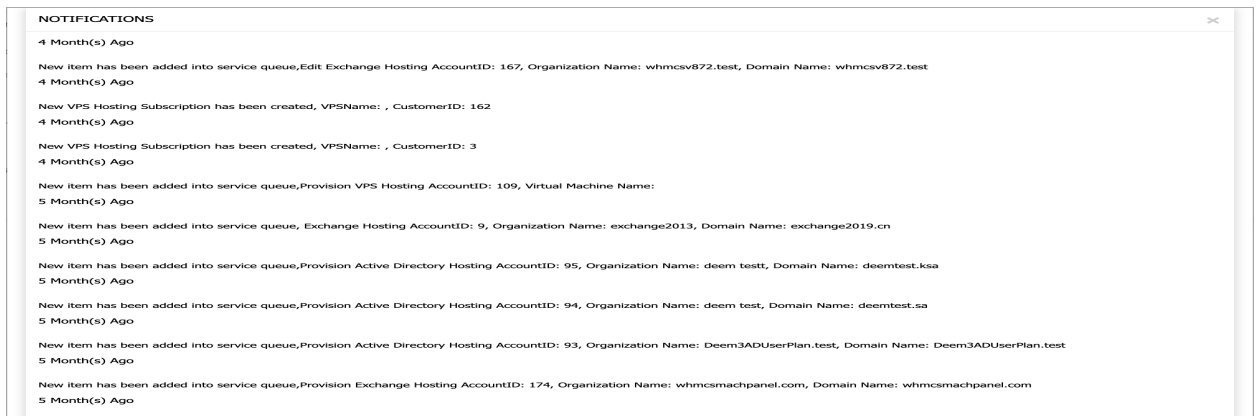 NOTIFICATIONS
4 Month(s) Ago
New item has been added into service queue,Edit Exchange Hosting AccountID: 167, Organization Name: whmcsv872.test, Domain Name: whmcsv872.test
4 Month(s) Ago
New VPS Hosting Subscription has been created, VPSName: , CustomerID: 162
4 Month(s) Ago
New VPS Hosting Subscription has been created, VPSName: , CustomerID: 3
4 Month(s) Ago
New item has been added into service queue,Provision VPS Hosting AccountID: 109, Virtual Machine Name:
5 Month(s) Ago
New item has been added into service queue, Exchange Hosting AccountID: 9, Organization Name: exchange2013, Domain Name: exchange2019.cn
5 Month(s) Ago
New item has been added into service queue,Provision Active Directory Hosting AccountID: 95, Organization Name: deem testt, Domain Name: deemtest.ksa
5 Month(s) Ago
New item has been added into service queue,Provision Active Directory Hosting AccountID: 94, Organization Name: deem test, Domain Name: deemtest.sa
5 Month(s) Ago
New item has been added into service queue,Provision Active Directory Hosting AccountID: 93, Organization Name: Deem3ADUserPlan.test, Domain Name: Deem3ADUserPlan.test
5 Month(s) Ago
New item has been added into service queue,Provision Exchange Hosting AccountID: 174, Organization Name: whmcsmachpanel.com, Domain Name: whmcsmachpanel.com
5 Month(s) Ago